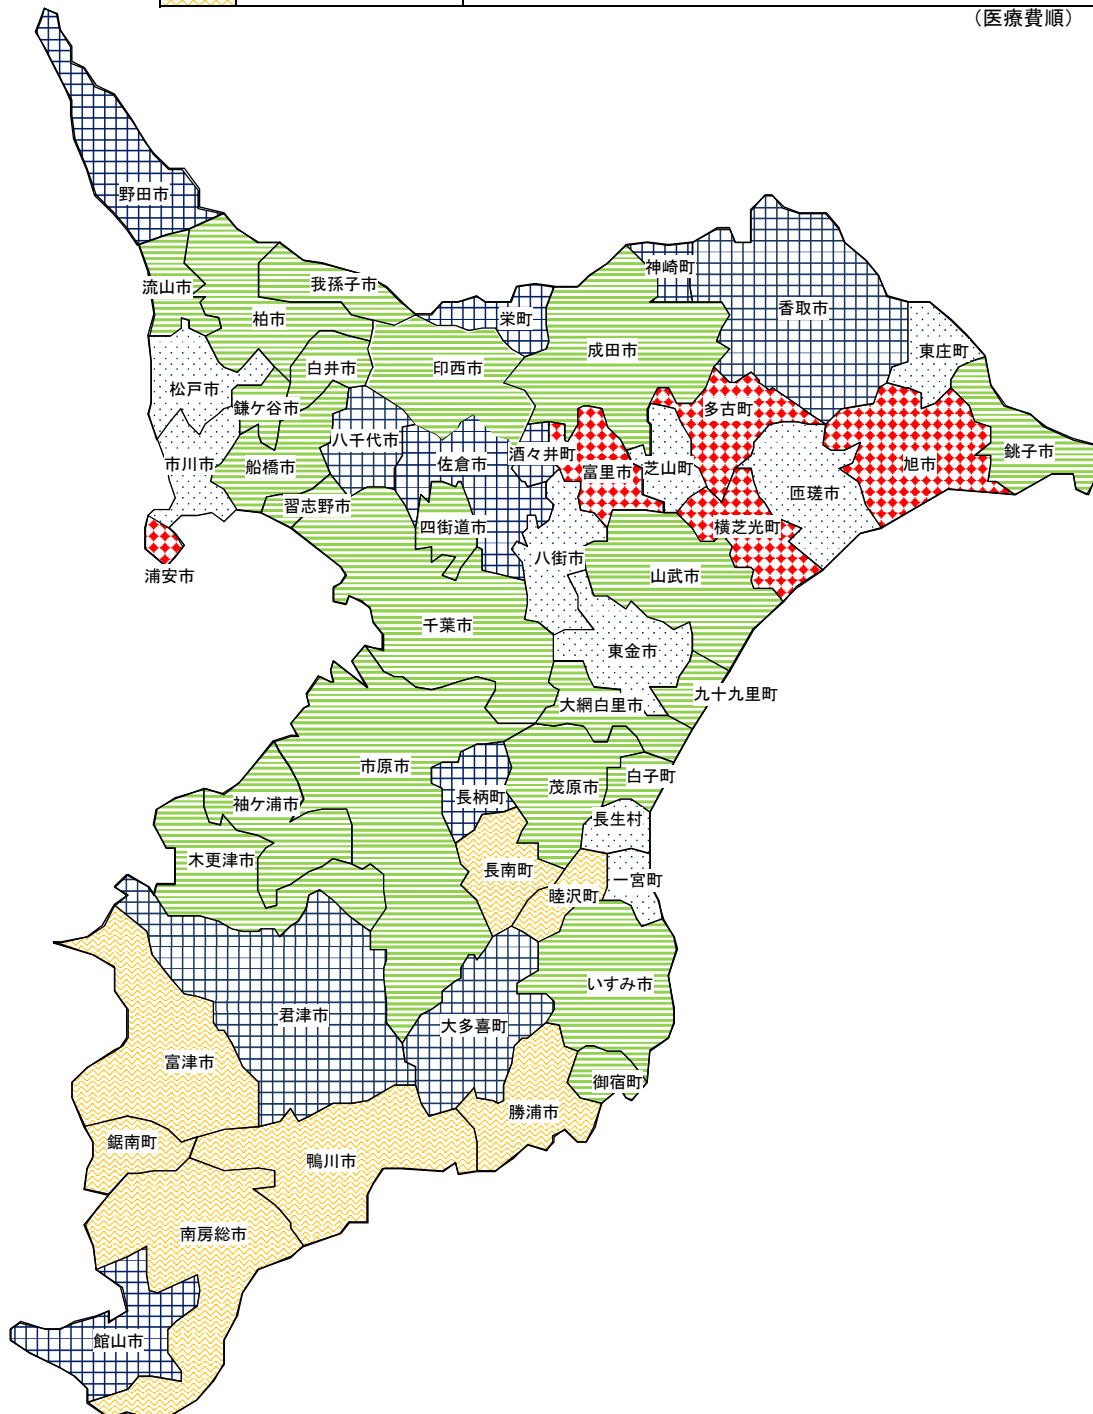 （医療費順）
野田市
神崎町
流山市
我孫子市
香取市
柏市
栄町
成田市
東庄町
白井市
印西市
松戸市
鎌ケ谷市
多古町
八千代市
銚子市
酒々井町
市川市
船橋市
佐倉市
富里市
芝山町
旭市
匝瑳市
習志野市
四街道市
横芝光町
八街市
浦安市
山武市
千葉市
東金市
九十九里町
大網白里市
市原市
白子町
茂原市
長柄町
袖ケ浦市
長生村
木更津市
長南町
一宮町
睦沢町
いすみ市
君津市
大多喜町
富津市
御宿町
勝浦市
鋸南町
鴨川市
南房総市
館山市